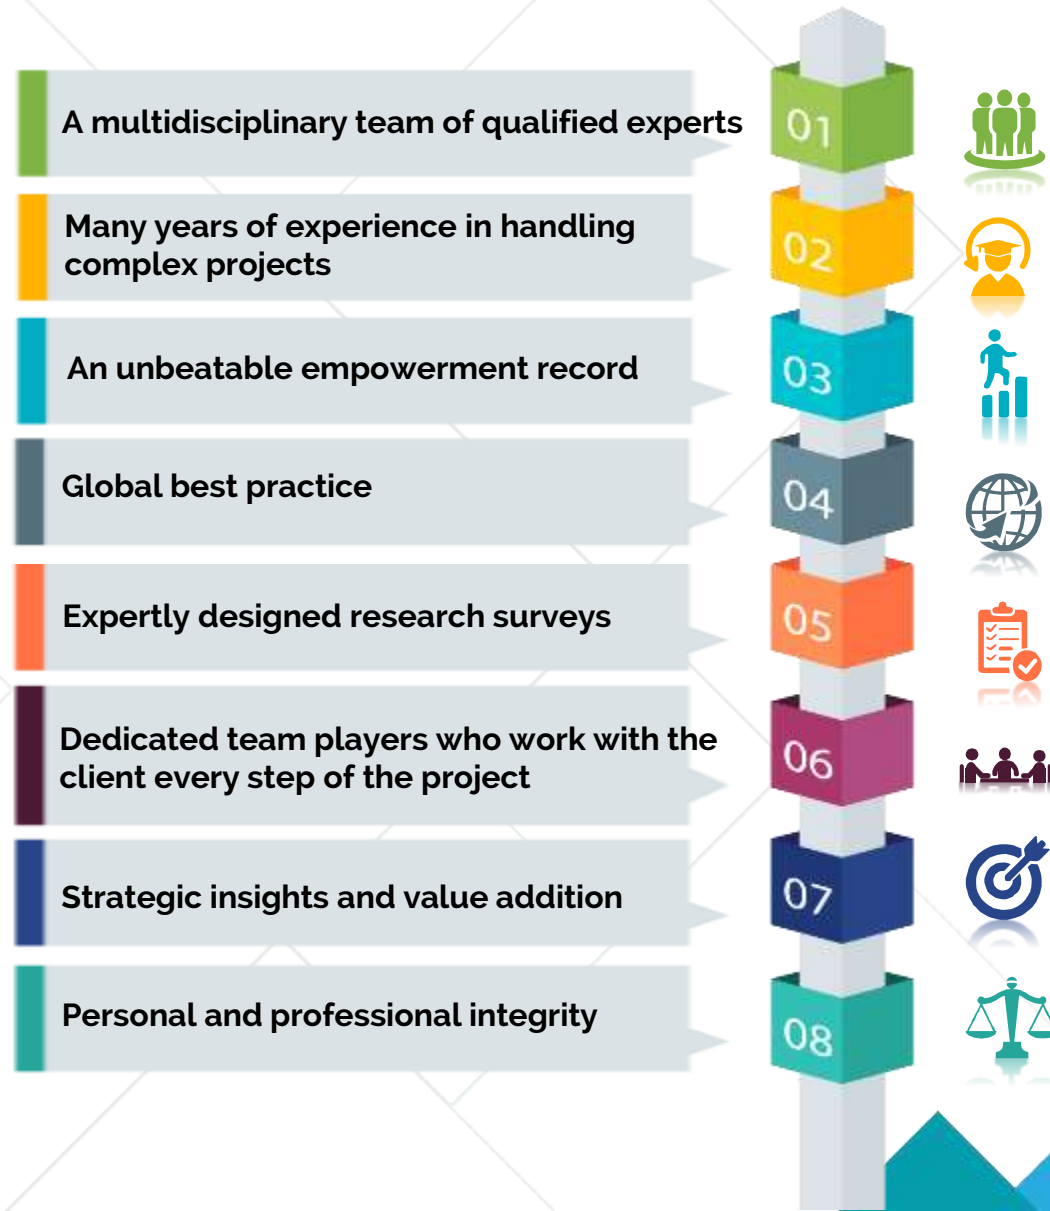 A multidisciplinary team of qualified experts
01
Many years of experience in handling
complex projects
02
An unbeatable empowerment record
03
Global best practice
04
Expertly designed research surveys
05
Dedicated team players who work with the
client every step of the project
06
Strategic insights and value addition
07
Personal and professional integrity
08